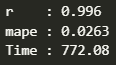 r    : 0.996
mape : 0.0263
Time : 772.08